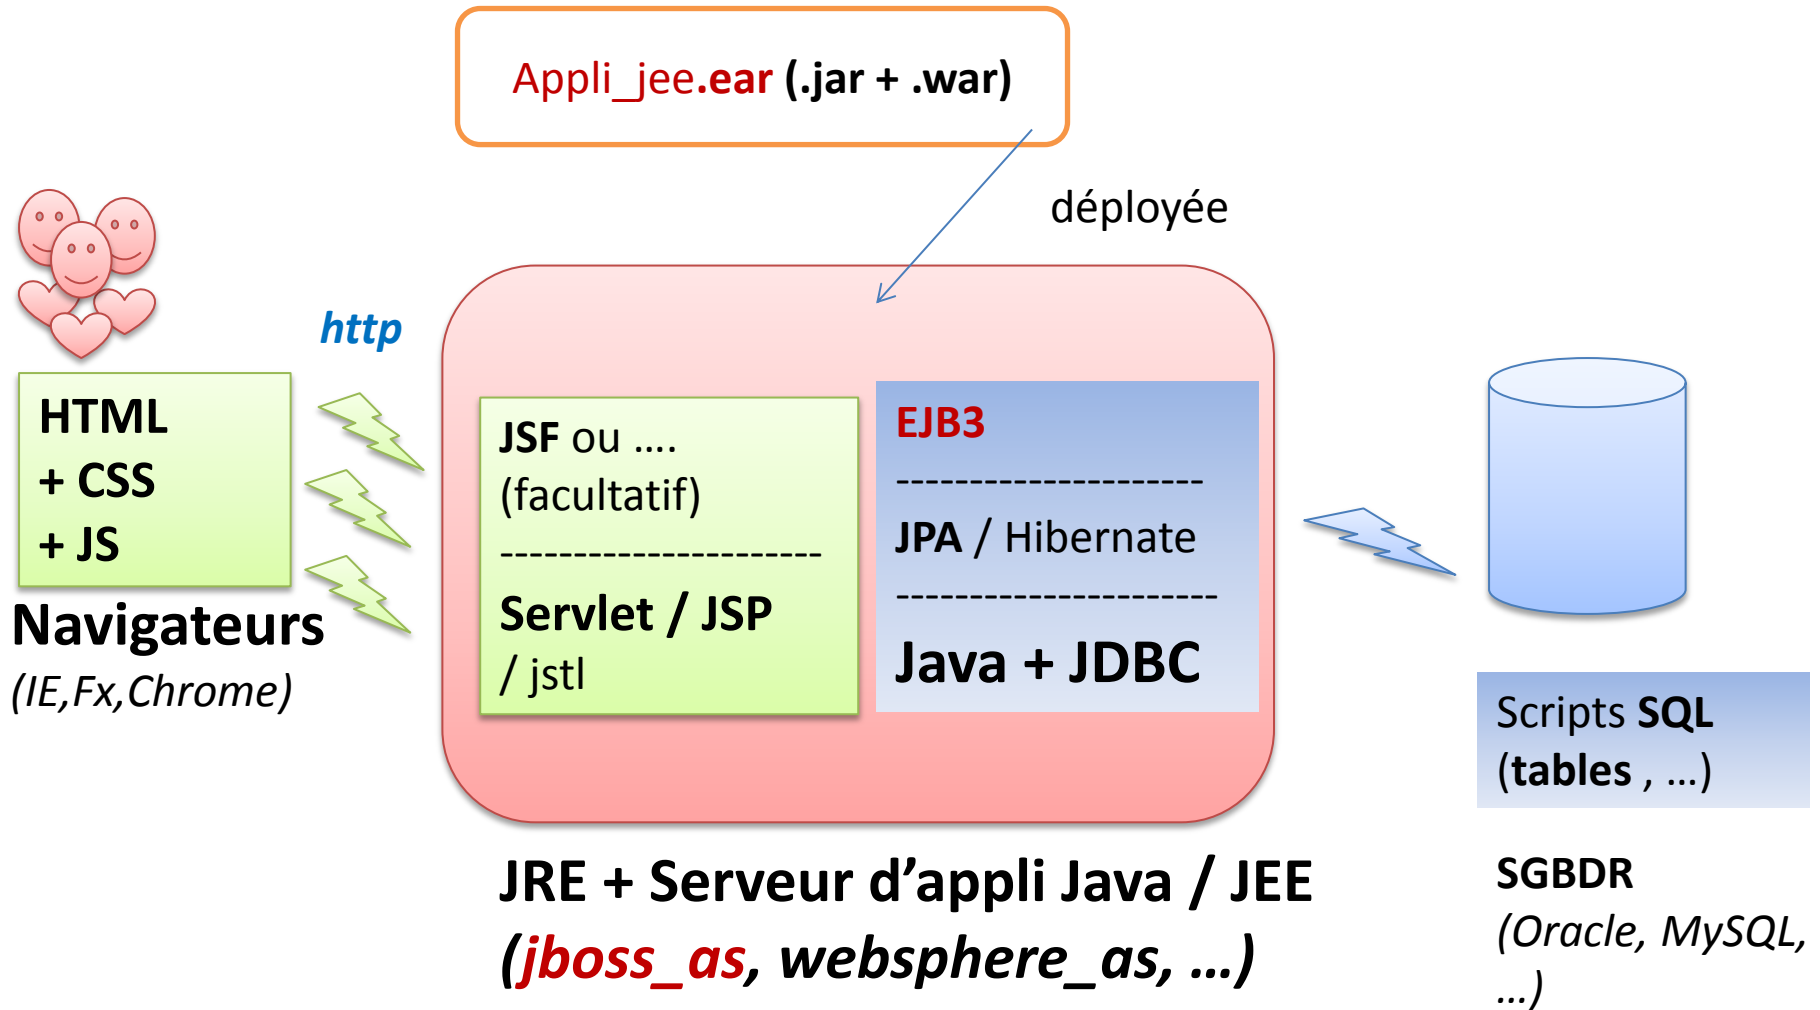 Appli_jee.ear (.jar + .war)
déployée
http
HTML
+ CSS
+ JS
Navigateurs
(IE,Fx,Chrome)
JSF ou ....
(facultatif)
----------------------
Servlet / JSP
/ jstl
EJB3
---------------------
JPA / Hibernate
----------------------
Java + JDBC
JRE + Serveur d’appli Java / JEE
(jboss_as, websphere_as, ...)
Scripts SQL
(tables , ...)
SGBDR
(Oracle, MySQL,
...)